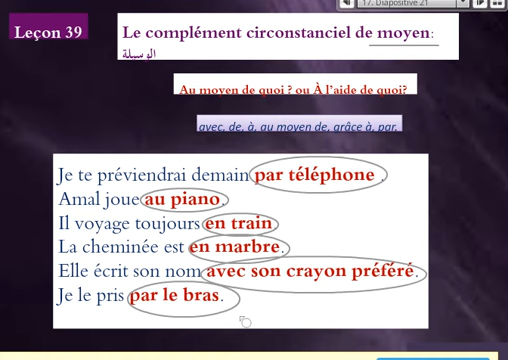 17. Diapositive 21
Leçon 39
Le complément circonstanciel de moyen:
الوسيلة
Au moyen de quoi ? ou À l'aide de quoi?
avec, de, à, au moyen de, grâce à, par.
Je te préviendrai demain par téléphone .
Amal joue au piano.
Il voyage toujours en train
La cheminée est en marbre.
Elle écrit son nom avec son crayon préféré.
Je le pris par le bras.